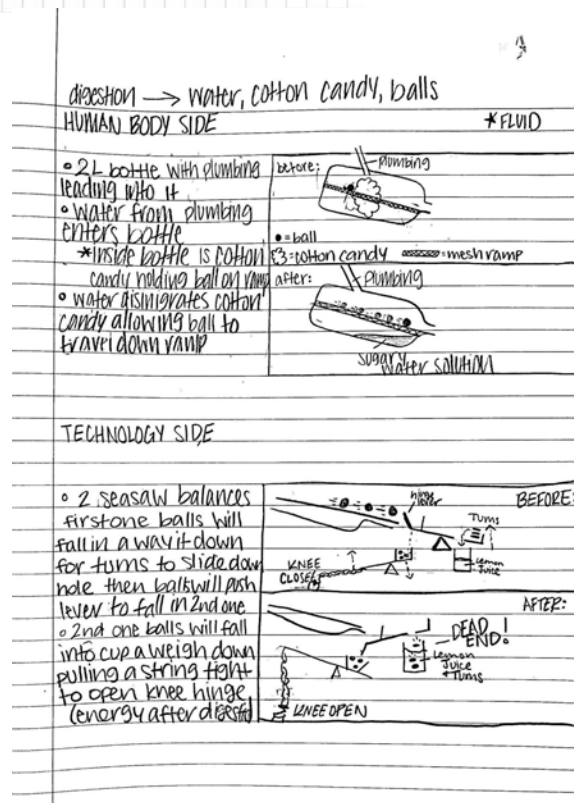 digestion → water, cotton candy, balls
HUMAN BODY SIDE *FLUID
• 2L bottle with plumbing
leading into it
• water from plumbing
enters bottle
*inside bottle is cotton
candy holding ball on ramp
• water disinigrates cotton
candy allowing ball to
travel down ramp
before:
plumbing
•=ball
=cotton candy =mesh ramp
after:
plumbing
sugary water solution
TECHNOLOGY SIDE
• 2 seasaw balances
first one balls will
fall in a way it down
for tums to slide down
hole then balls will push
lever to fall in 2nd one
• 2nd one balls will fall
into cup a weigh down
pulling a string tight
to open knee hinge
(energy after digest)
BEFORE:
hinge
lever
Tums
lemon
juice
KNEE
CLOSE
AFTER:
DEAD
END!
Lemon
Juice
+Tums
KNEE OPEN